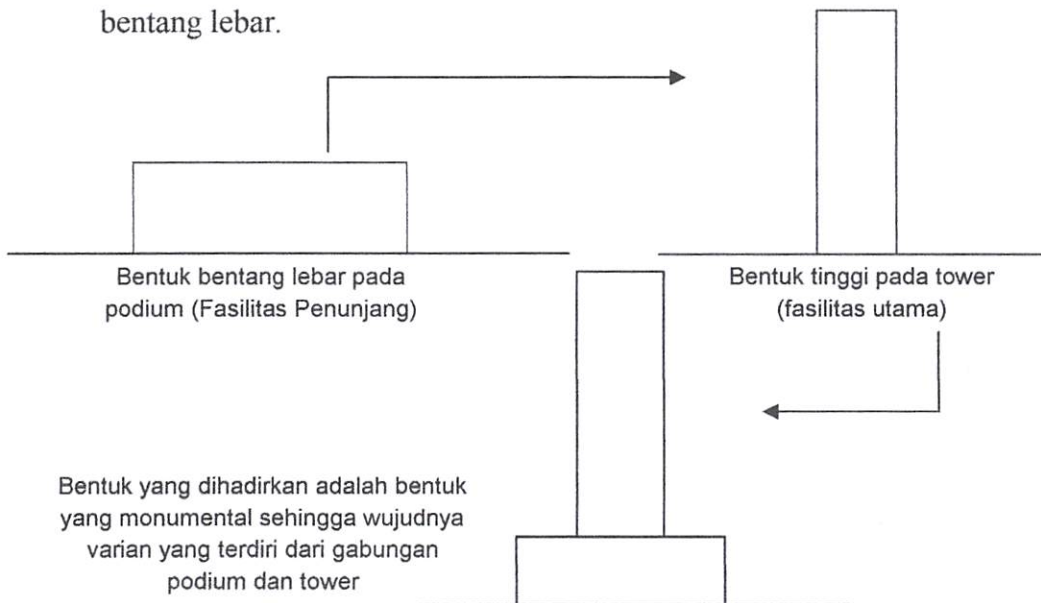 bentang lebar.
Bentuk bentang lebar pada
podium (Fasilitas Penunjang)
Bentuk tinggi pada tower
(fasilitas utama)
Bentuk yang dihadirkan adalah bentuk
yang monumental sehingga wujudnya
varian yang terdiri dari gabungan
podium dan tower